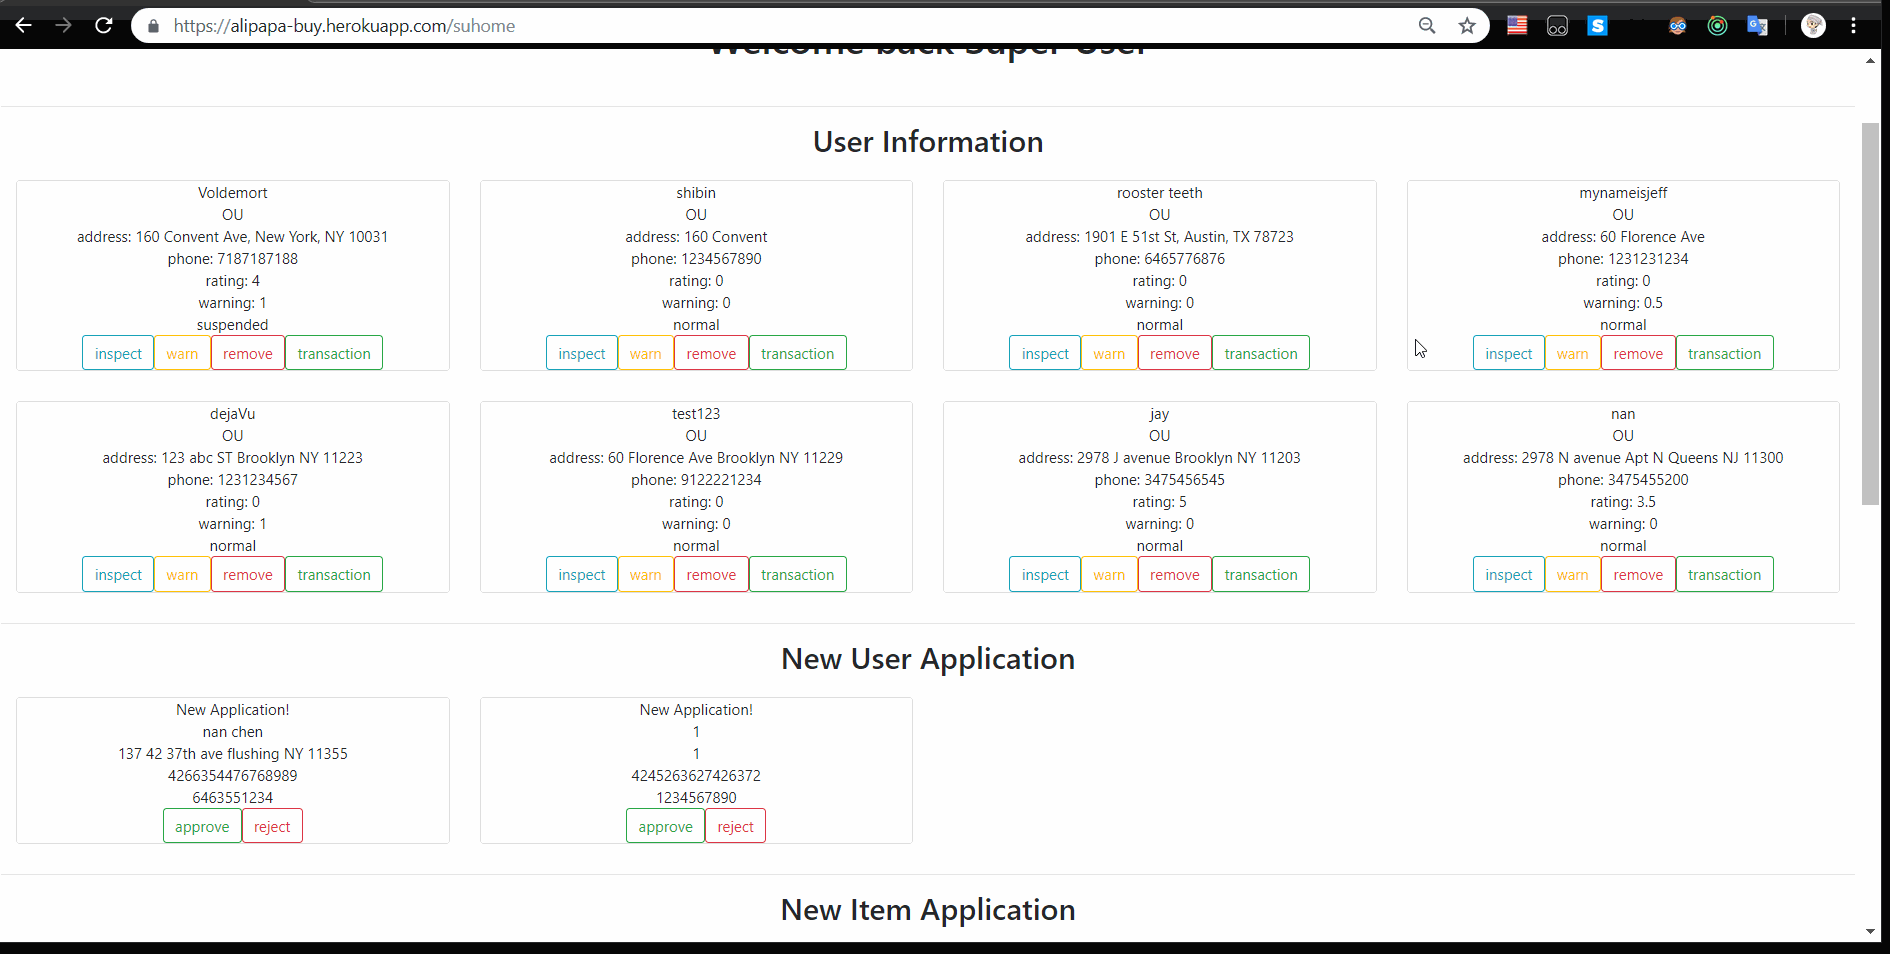 https://alipapa-buy.herokuapp.com/suhome
Welcome back Super User
User Information
Voldemort
OU
address: 160 Convent Ave, New York, NY 10031
phone: 7187187188
rating: 4
warning: 1
suspended
inspect warn remove transaction
shibin
OU
address: 160 Convent
phone: 1234567890
rating: 0
warning: 0
normal
inspect warn remove transaction
rooster teeth
OU
address: 1901 E 51st St, Austin, TX 78723
phone: 6465776876
rating: 0
warning: 0
normal
inspect warn remove transaction
mynameisjeff
OU
address: 60 Florence Ave
phone: 1231231234
rating: 0
warning: 0.5
normal
inspect warn remove transaction
dejaVu
OU
address: 123 abc ST Brooklyn NY 11223
phone: 1231234567
rating: 0
warning: 1
normal
inspect warn remove transaction
test123
OU
address: 60 Florence Ave Brooklyn NY 11229
phone: 9122221234
rating: 0
warning: 0
normal
inspect warn remove transaction
jay
OU
address: 2978 J avenue Brooklyn NY 11203
phone: 3475456545
rating: 5
warning: 0
normal
inspect warn remove transaction
nan
OU
address: 2978 N avenue Apt N Queens NJ 11300
phone: 3475455200
rating: 3.5
warning: 0
normal
inspect warn remove transaction
New User Application
New Application!
nan chen
137 42 37th ave flushing NY 11355
4266354476768989
6463551234
approve reject
New Application!
1
1
4245263627426372
1234567890
approve reject
New Item Application